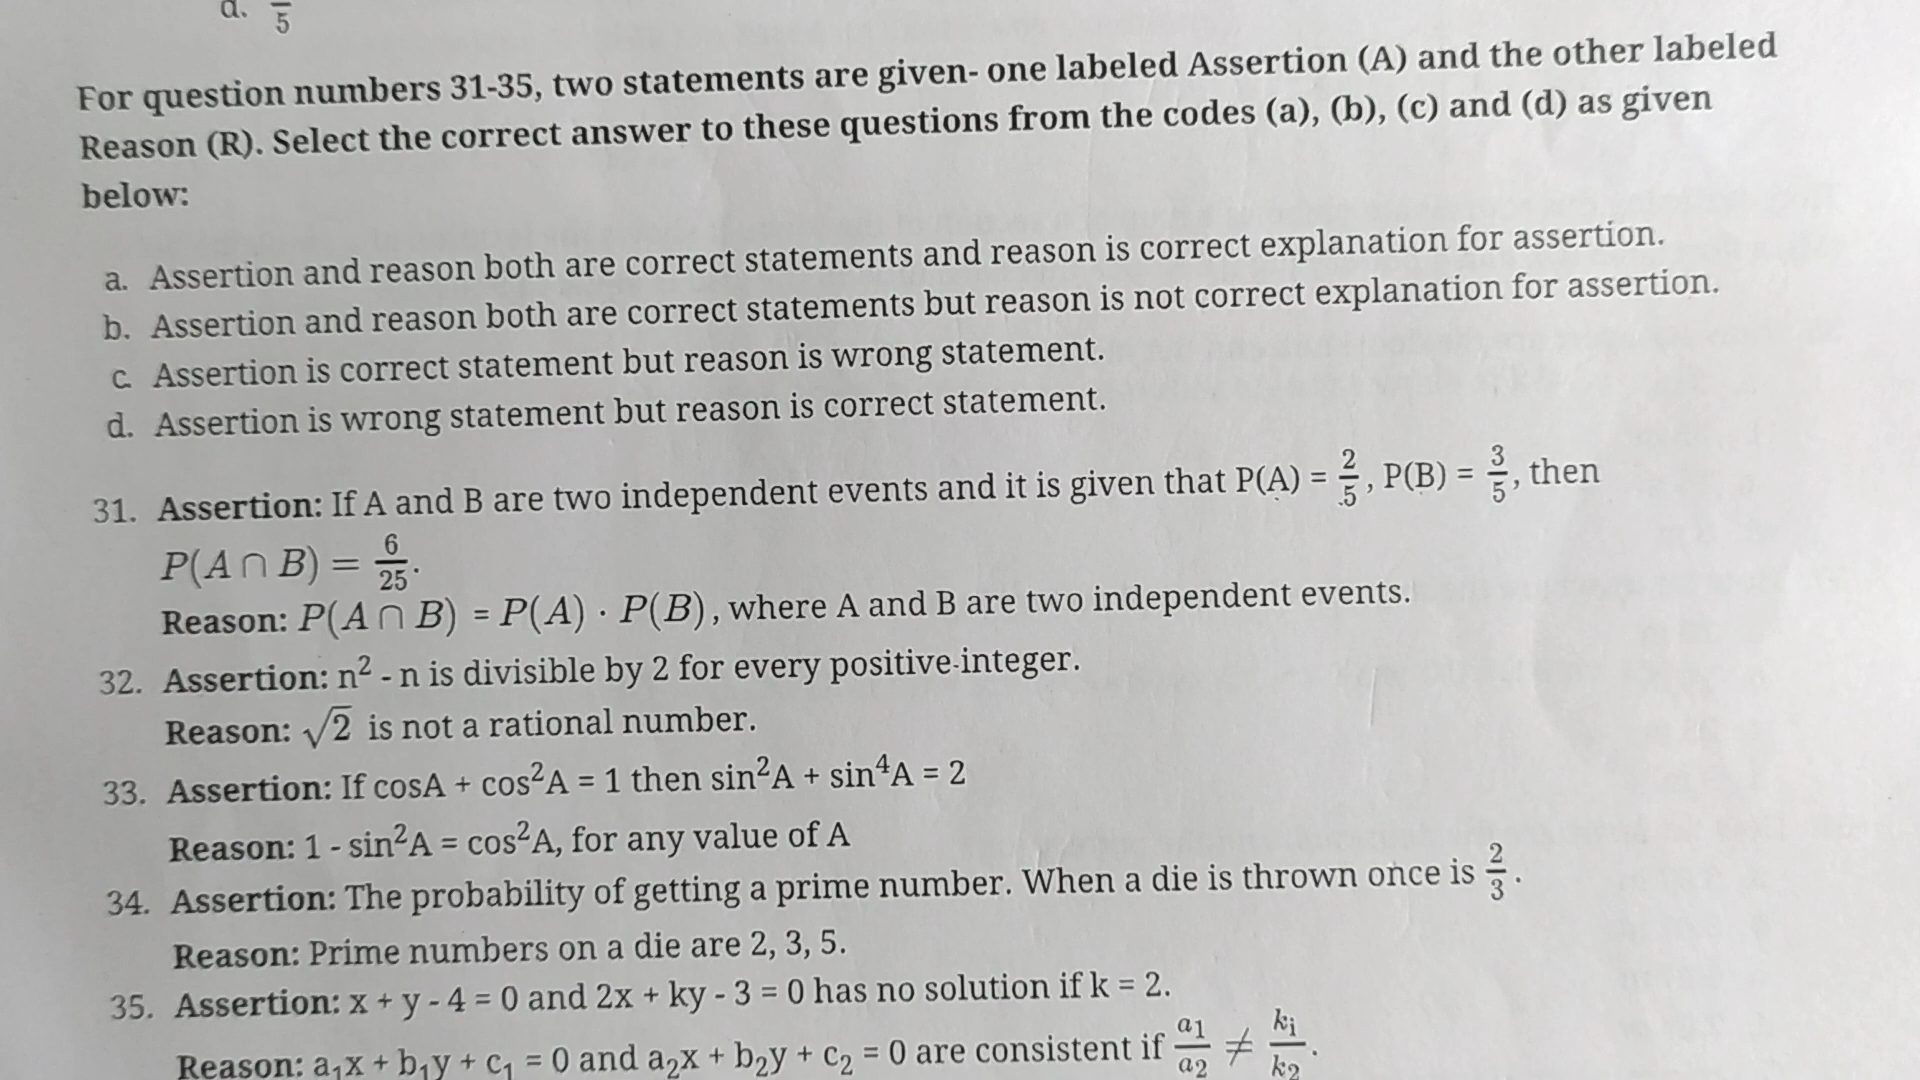 d. 5
For question numbers 31-35, two statements are given- one labeled Assertion (A) and the other labeled
Reason (R). Select the correct answer to these questions from the codes (a), (b), (c) and (d) as given
below:
a. Assertion and reason both are correct statements and reason is correct explanation for assertion.
b. Assertion and reason both are correct statements but reason is not correct explanation for assertion.
c. Assertion is correct statement but reason is wrong statement.
d. Assertion is wrong statement but reason is correct statement.
31. Assertion: If A and B are two independent events and it is given that P(A) = 2/5, P(B) = 3/5, then
P(A ∩ B) = 6/25.
Reason: P(A ∩ B) = P(A) · P(B), where A and B are two independent events.
32. Assertion: n² - n is divisible by 2 for every positive integer.
Reason: √2 is not a rational number.
33. Assertion: If cosA + cos²A = 1 then sin²A + sin⁴A = 2
Reason: 1 - sin²A = cos²A, for any value of A
34. Assertion: The probability of getting a prime number. When a die is thrown once is 2/3.
Reason: Prime numbers on a die are 2, 3, 5.
35. Assertion: x + y - 4 = 0 and 2x + ky - 3 = 0 has no solution if k = 2.
Reason: a₁x + b₁y + c₁ = 0 and a₂x + b₂y + c₂ = 0 are consistent if a₁/a₂ ≠ k₁/k₂.